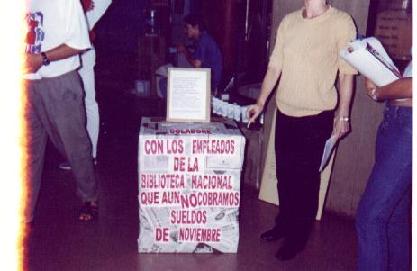 COLABORE
CON LOS EMPLEADOS
DE LA
BIBLIOTECA NACIONAL
QUE AUN NO COBRAMOS
SUELDOS
DE NOVIEMBRE